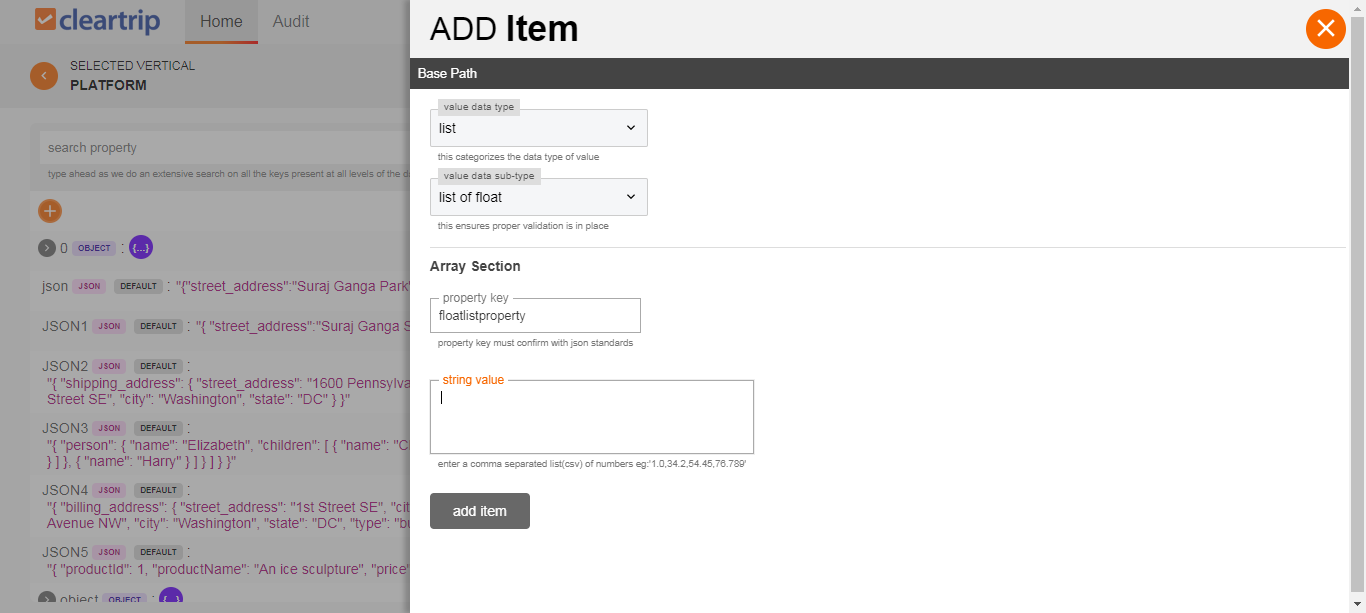 cleartrip
Home
Audit
SELECTED VERTICAL
PLATFORM
search property
type ahead as we do an extensive search on all the keys present at all levels of the d
0 OBJECT : {...}
json JSON DEFAULT : "{"street_address":"Suraj Ganga Park"
JSON1 JSON DEFAULT : "{ "street_address":"Suraj Ganga S
JSON2 JSON DEFAULT :
"{ "shipping_address": { "street_address": "1600 Pennsylva
Street SE", "city": "Washington", "state": "DC" } }"
JSON3 JSON DEFAULT :
"{ "person": { "name": "Elizabeth", "children": [ { "name": "C
} ] }, { "name": "Harry" } ] } ] } }"
JSON4 JSON DEFAULT :
"{ "billing_address": { "street_address": "1st Street SE", "cit
Avenue NW", "city": "Washington", "state": "DC", "type": "bu
JSON5 JSON DEFAULT :
"{ "productId": 1, "productName": "An ice sculpture", "price"
object OBJECT : {...}
ADD Item
Base Path
value data type
list
this categorizes the data type of value
value data sub-type
list of float
this ensures proper validation is in place
Array Section
property key
floatlistproperty
property key must confirm with json standards
string value
enter a comma separated list(csv) of numbers eg:'1.0,34.2,54.45,76.789'
add item